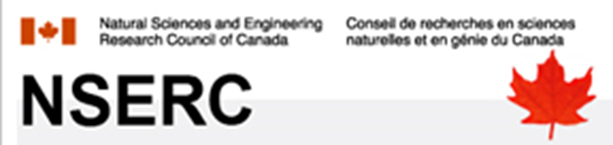 Natural Sciences and Engineering
Research Council of Canada
Conseil de recherches en sciences
naturelles et en génie du Canada
NSERC